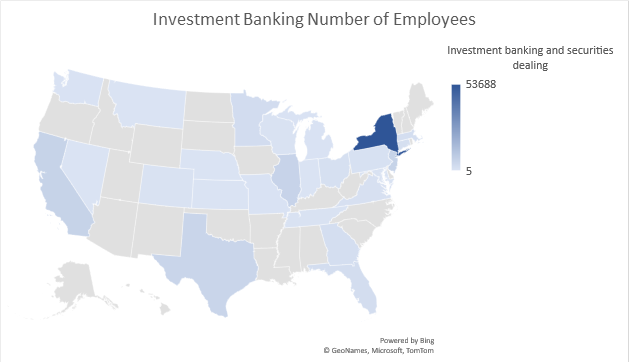 Investment Banking Number of Employees
Investment banking and securities
dealing
53688
5
Powered by Bing
© GeoNames, Microsoft, TomTom